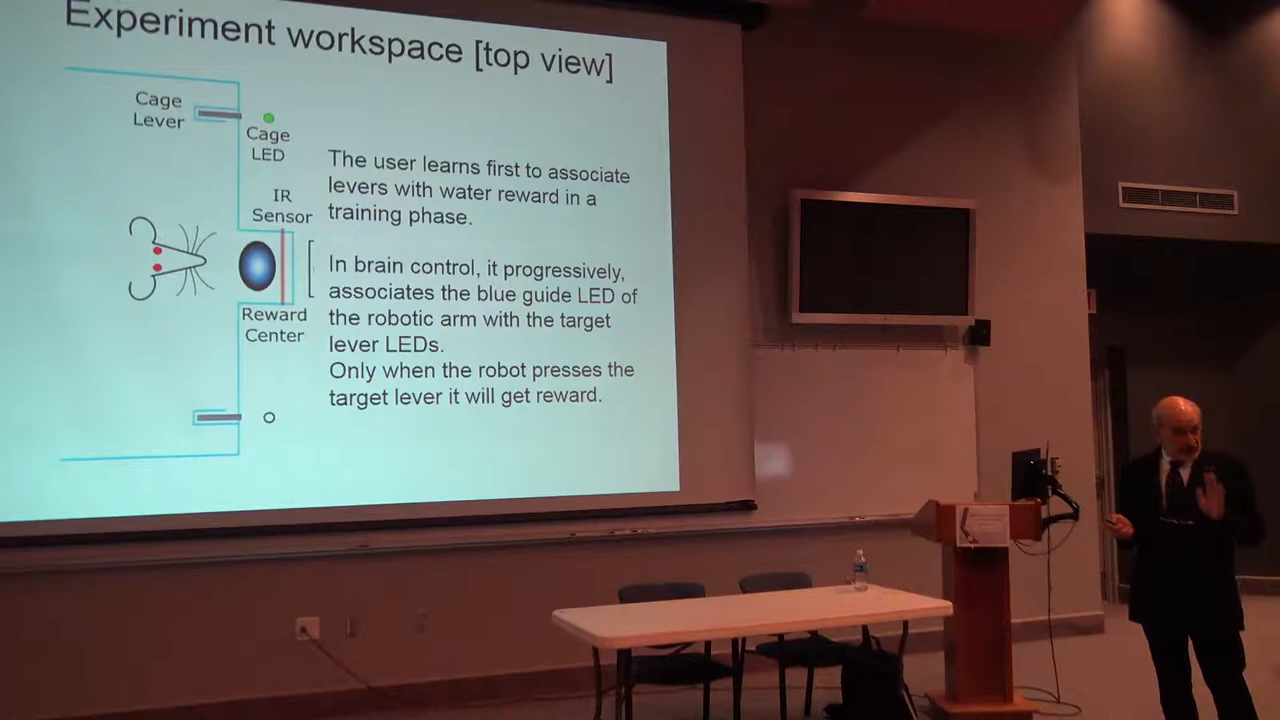 Experiment workspace [top view]
Cage
Lever
Cage
LED
IR
Sensor
Reward
Center
The user learns first to associate
levers with water reward in a
training phase.
In brain control, it progressively,
associates the blue guide LED of
the robotic arm with the target
lever LEDs.
Only when the robot presses the
target lever it will get reward.